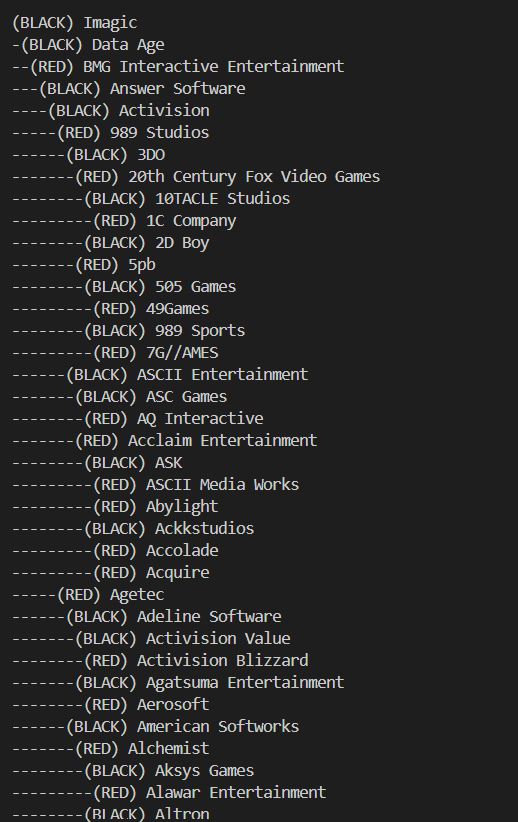 (BLACK) Imagic
-(BLACK) Data Age
--(RED) BMG Interactive Entertainment
---(BLACK) Answer Software
----(BLACK) Activision
-----(RED) 989 Studios
------(BLACK) 3DO
-------(RED) 20th Century Fox Video Games
--------(BLACK) 10TACLE Studios
---------(RED) 1C Company
--------(BLACK) 2D Boy
-------(RED) 5pb
--------(BLACK) 505 Games
---------(RED) 49Games
--------(BLACK) 989 Sports
---------(RED) 7G//AMES
------(BLACK) ASCII Entertainment
-------(BLACK) ASC Games
--------(RED) AQ Interactive
-------(RED) Acclaim Entertainment
--------(BLACK) ASK
---------(RED) ASCII Media Works
---------(RED) Abylight
--------(BLACK) Ackkstudios
---------(RED) Accolade
---------(RED) Acquire
-----(RED) Agetec
------(BLACK) Adeline Software
-------(BLACK) Activision Value
--------(RED) Activision Blizzard
-------(BLACK) Agatsuma Entertainment
--------(RED) Aerosoft
------(BLACK) American Softworks
-------(RED) Alchemist
--------(BLACK) Aksys Games
---------(RED) Alawar Entertainment
--------(BLACK) Altron